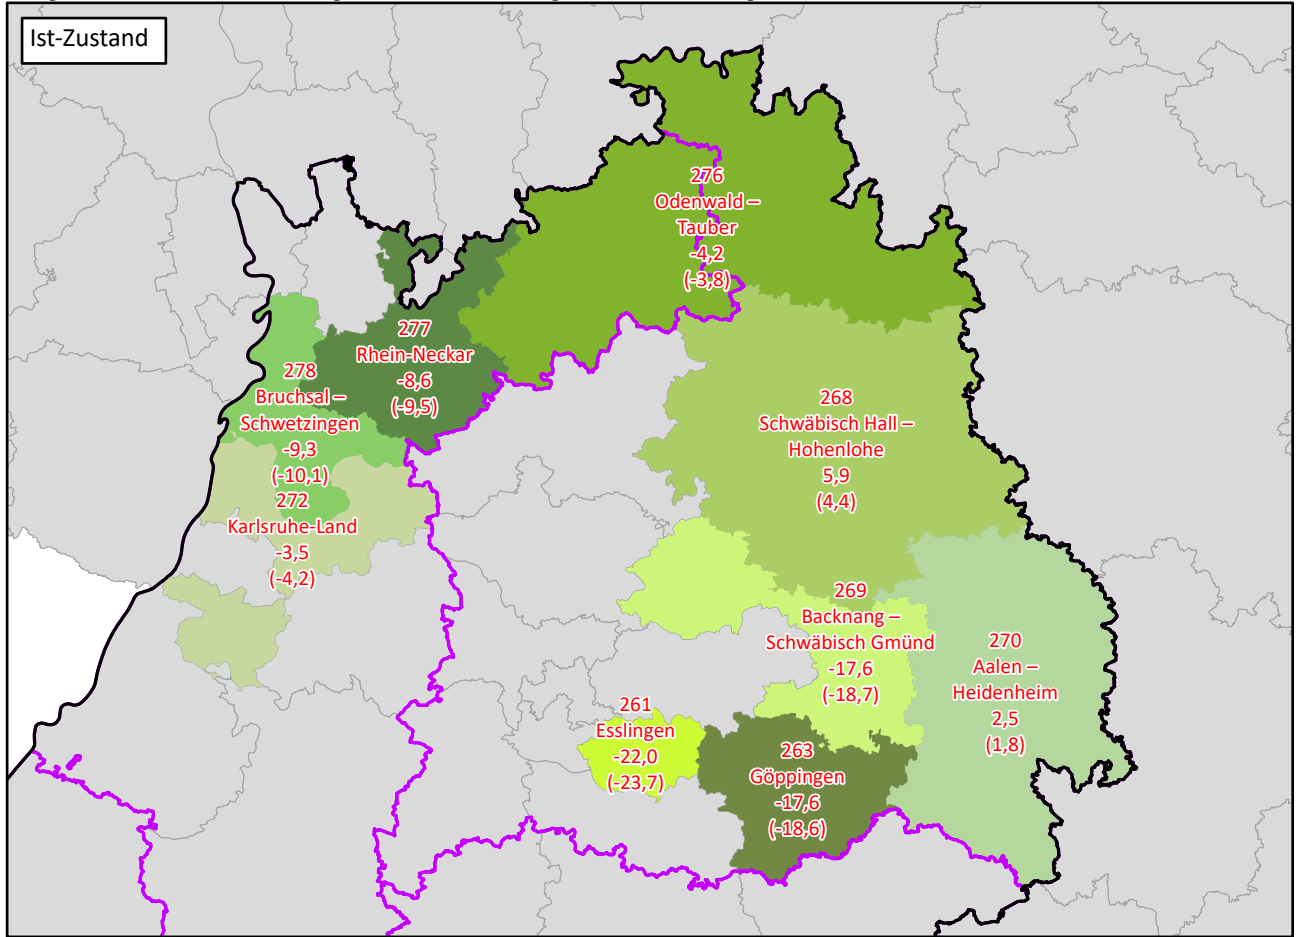 Ist-Zustand
276
Odenwald –
Tauber
-4,2
(-3,8)
277
Rhein-Neckar
-8,6
(-9,5)
278
Bruchsal –
Schwetzingen
-9,3
(-10,1)
272
Karlsruhe-Land
-3,5
(-4,2)
268
Schwäbisch Hall –
Hohenlohe
5,9
(4,4)
269
Backnang –
Schwäbisch Gmünd
-17,6
(-18,7)
270
Aalen –
Heidenheim
2,5
(1,8)
261
Esslingen
-22,0
(-23,7)
263
Göppingen
-17,6
(-18,6)